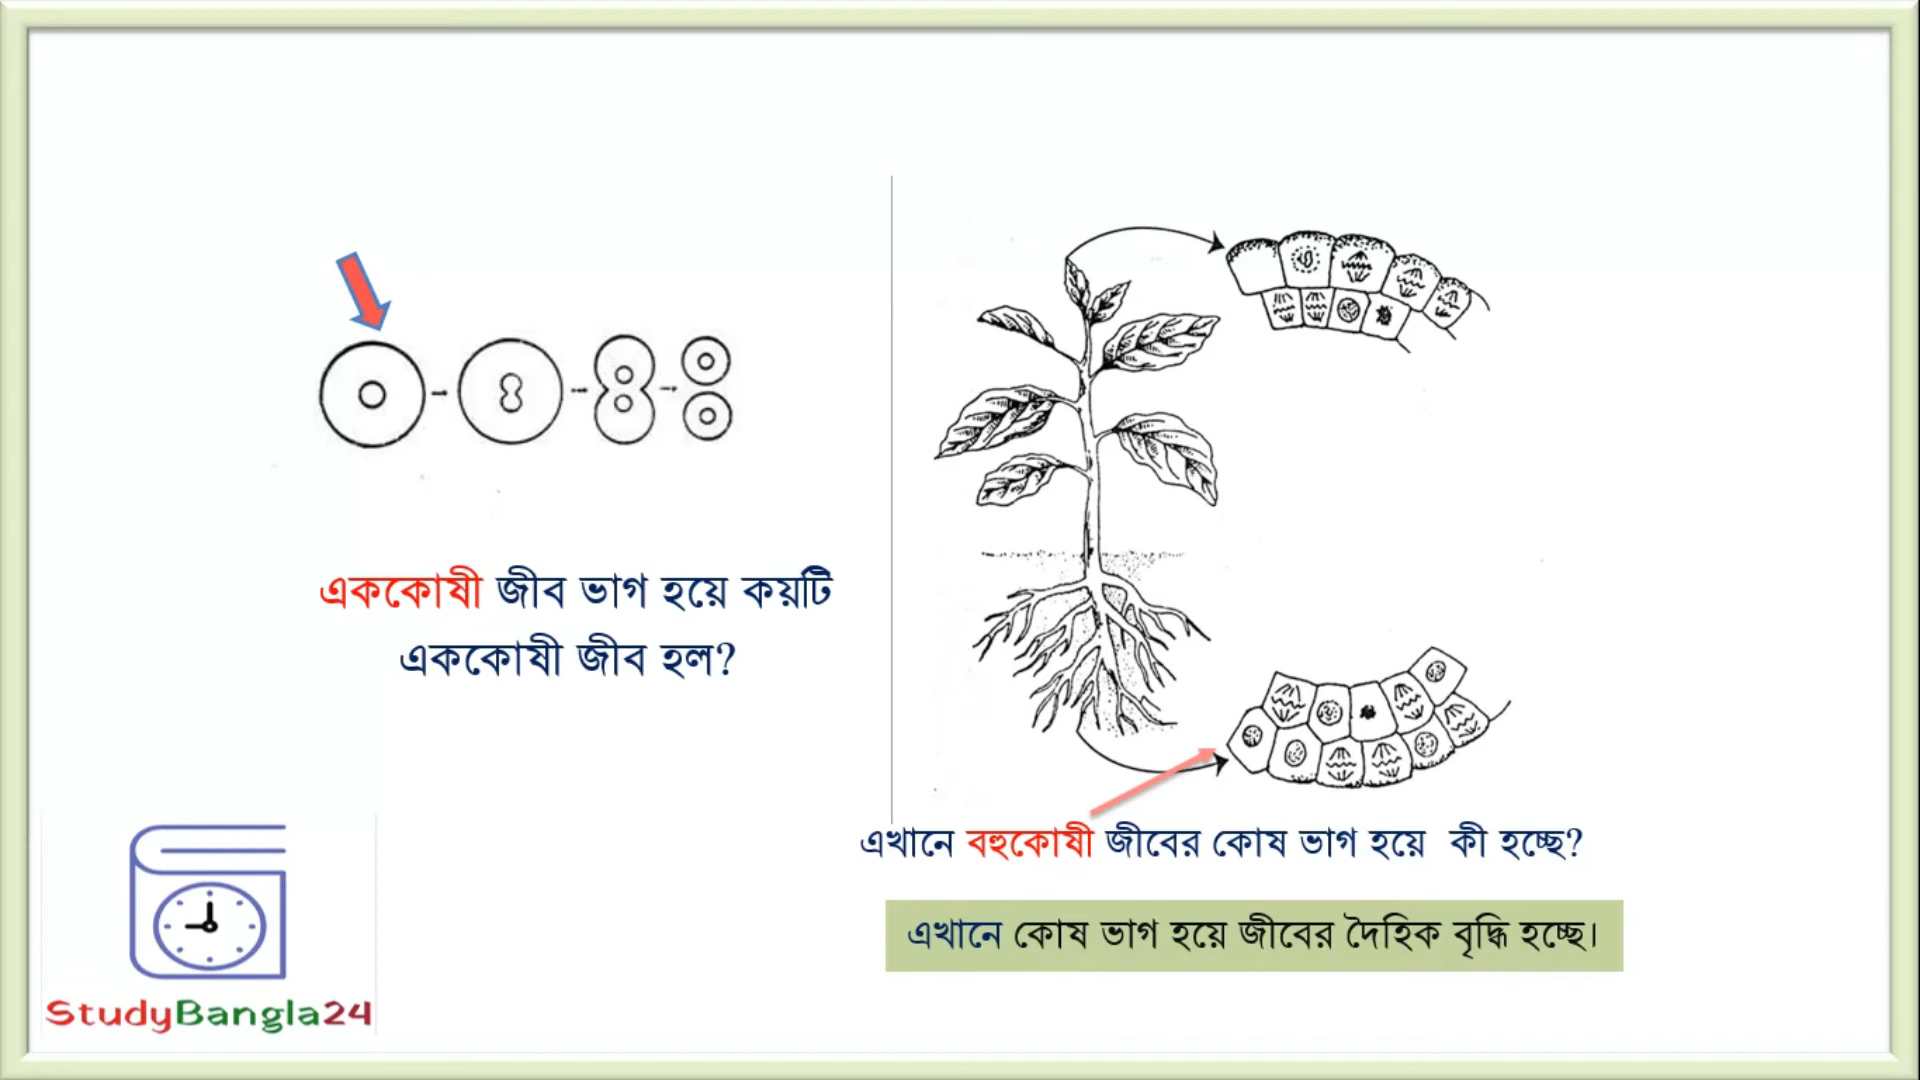 এককোষী জীব ভাগ হয়ে কয়টি
এককোষী জীব হল?
এখানে বহুকোষী জীবের কোষ ভাগ হয়ে কী হচ্ছে?
এখানে কোষ ভাগ হয়ে জীবের দৈহিক বৃদ্ধি হচ্ছে।
StudyBangla24